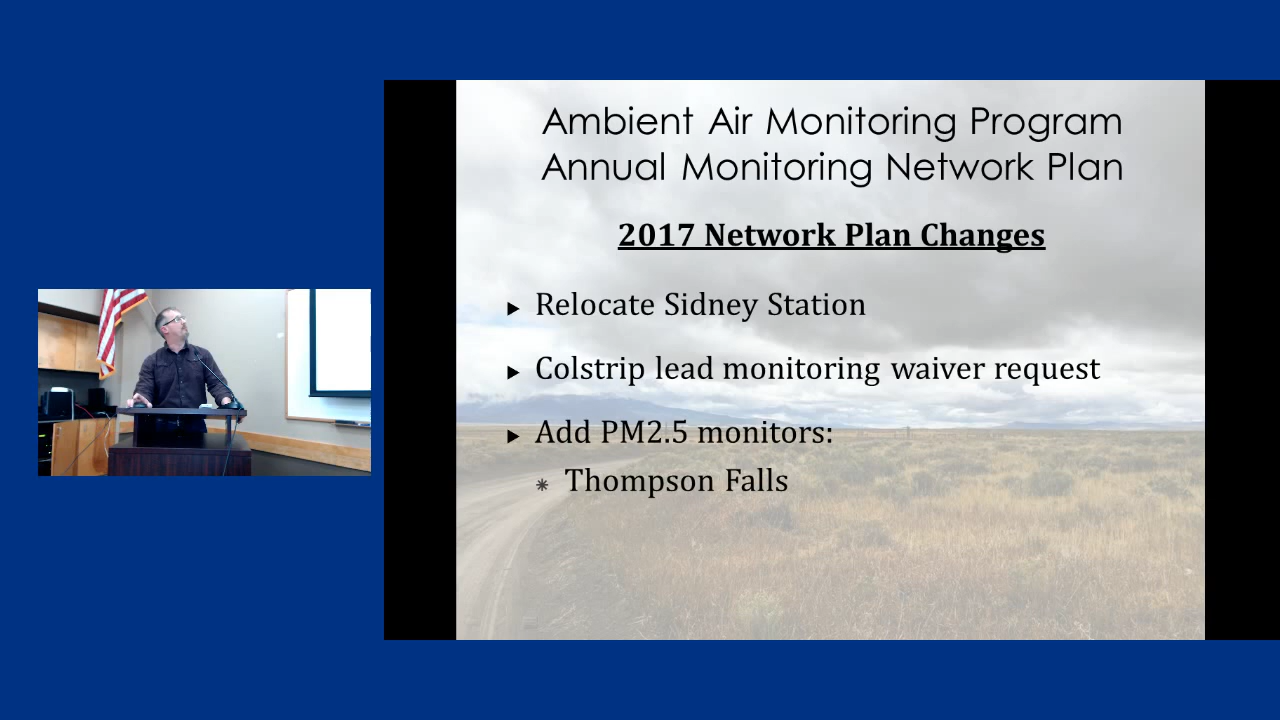 Ambient Air Monitoring Program
Annual Monitoring Network Plan
2017 Network Plan Changes
Relocate Sidney Station
Colstrip lead monitoring waiver request
Add PM2.5 monitors:
Thompson Falls